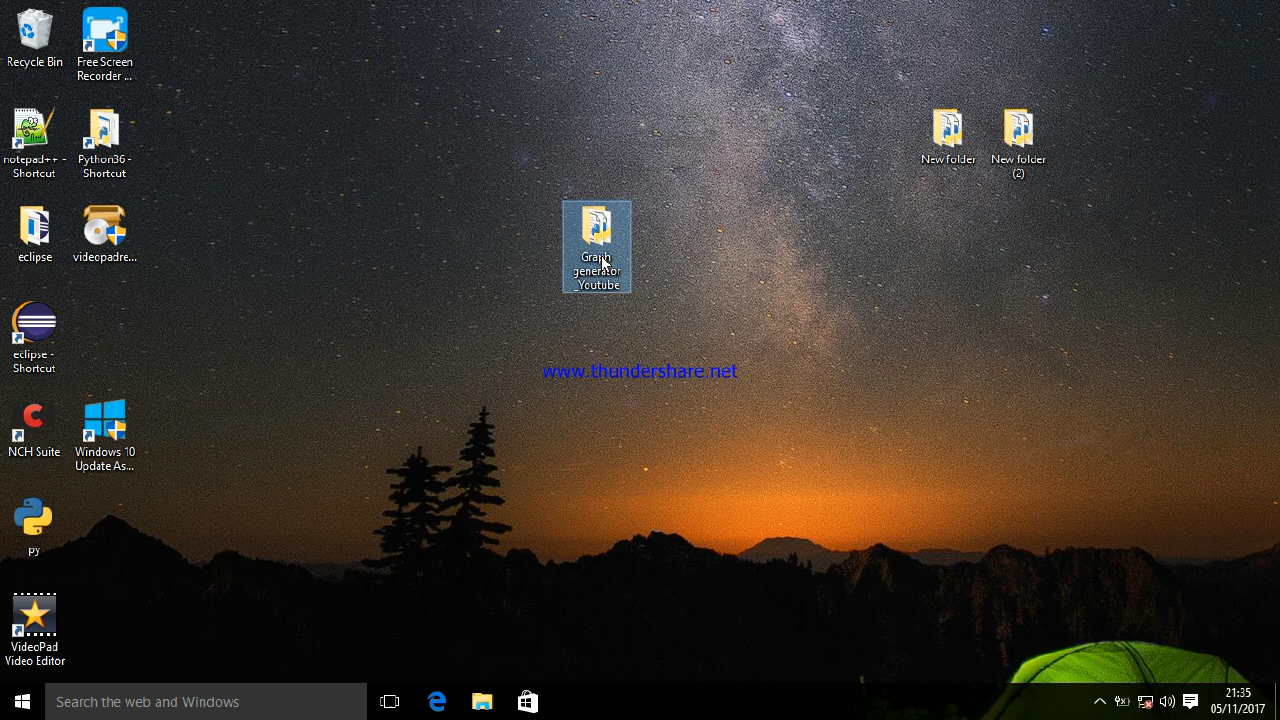 Recycle Bin
Free Screen
Recorder ...
notepad++ -
Shortcut
Python36 -
Shortcut
New folder
New folder
(2)
eclipse
videopadre...
Graph
generator
_Youtube
eclipse -
Shortcut
www.thundershare.net
NCH Suite
Windows 10
Update As...
py
VideoPad
Video Editor
Search the web and Windows
21:35
05/11/2017